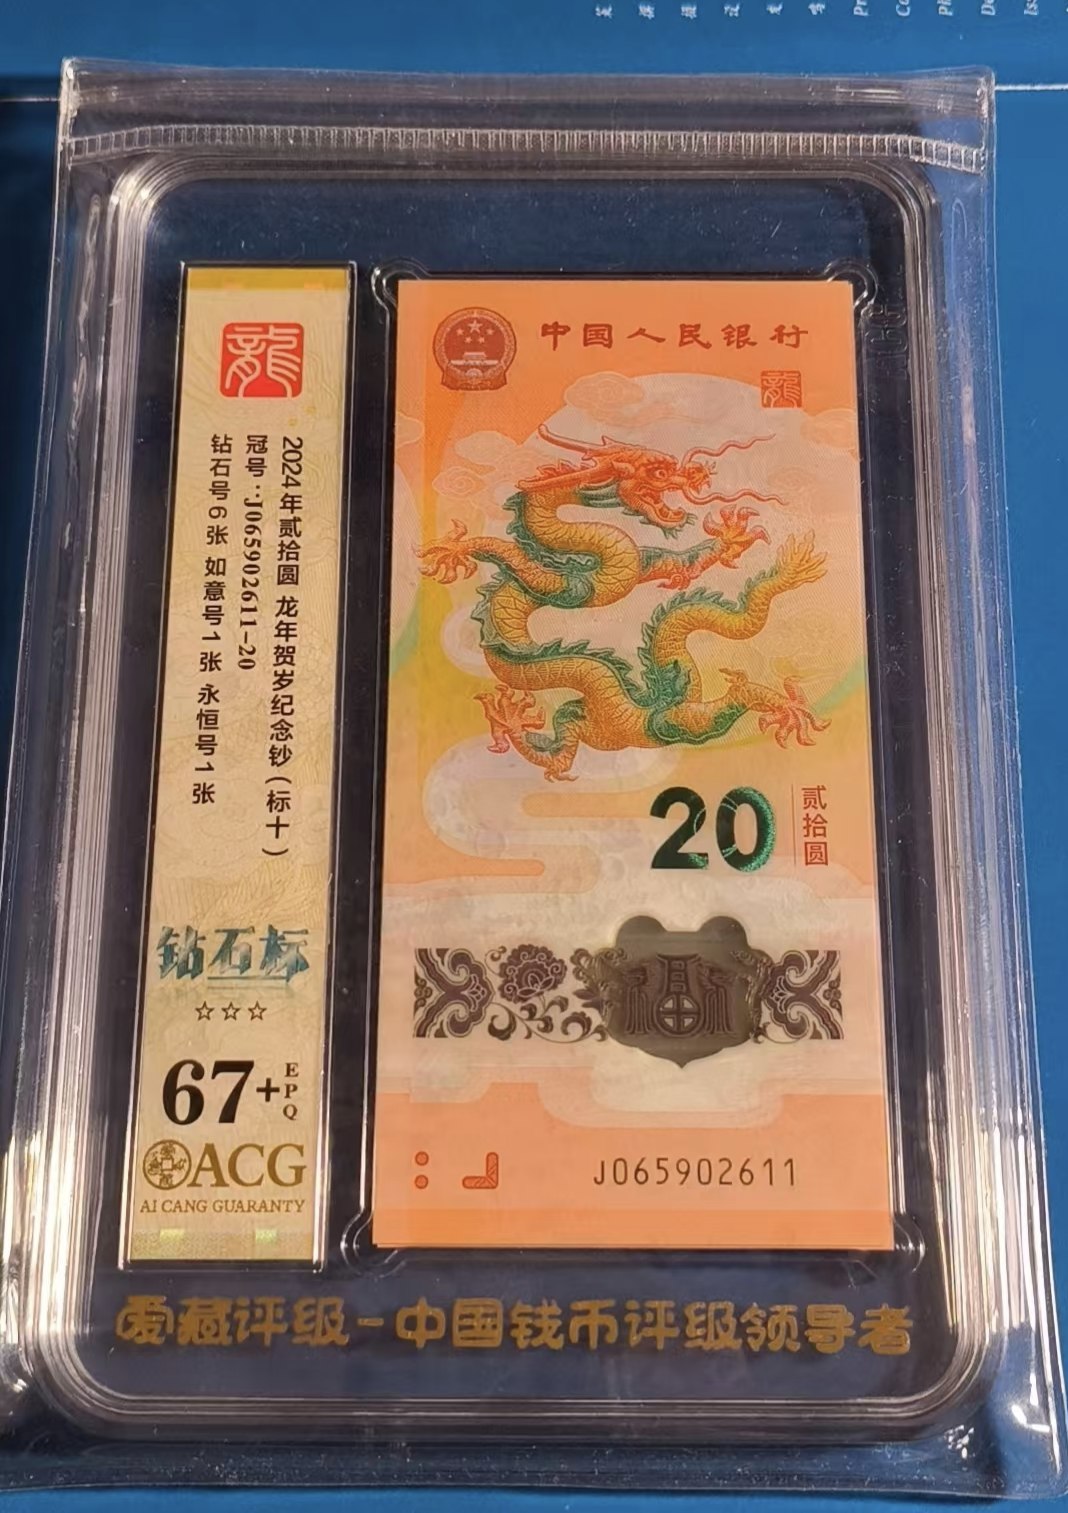 龍
2024年贰拾圆 龙年贺岁纪念钞(标十)
冠号:J065902611-20
钻石号6张 如意号1张 永恒号1张
钻石标
☆☆☆
67+EPQ
ACG
AI CANG GUARANTY
中国人民银行
龍
20
贰拾圆
福
J065902611
爱藏评级-中国钱币评级领导者